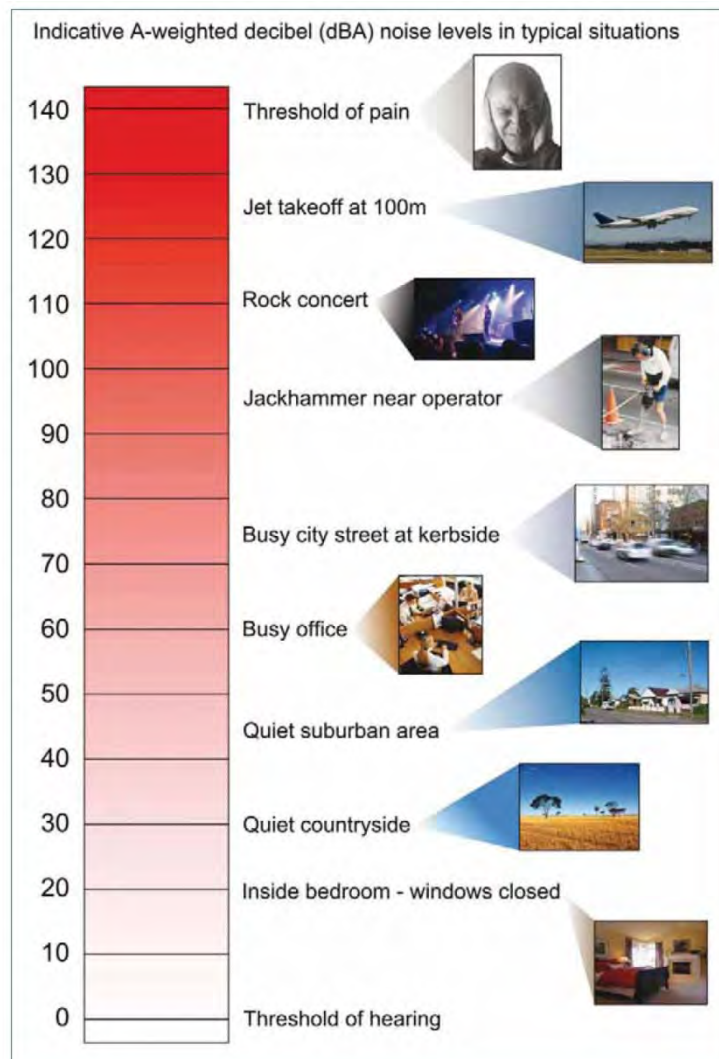 Indicative A-weighted decibel (dBA) noise levels in typical situations
140
Threshold of pain
130
Jet takeoff at 100m
120
110
Rock concert
100
Jackhammer near operator
90
80
Busy city street at kerbside
70
60
Busy office
50
Quiet suburban area
40
30
Quiet countryside
20
Inside bedroom - windows closed
10
0
Threshold of hearing